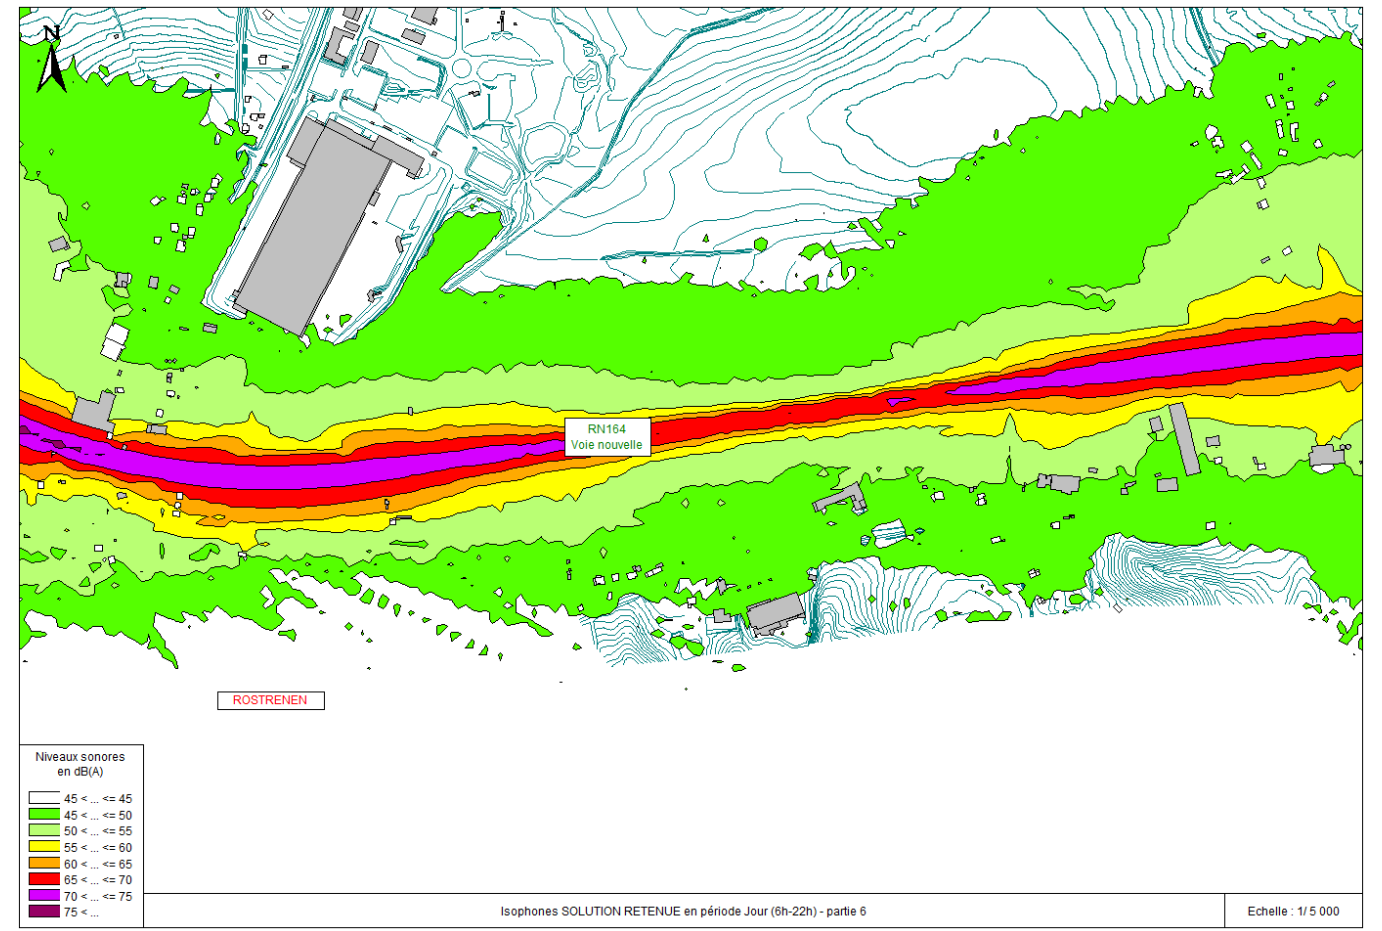 N
RN164
Voie nouvelle
ROSTRENEN
Niveaux sonores
en dB(A)
45 < ... <= 45
45 < ... <= 50
50 < ... <= 55
55 < ... <= 60
60 < ... <= 65
65 < ... <= 70
70 < ... <= 75
75 < ...
Isophones SOLUTION RETENUE en période Jour (6h-22h) - partie 6
Echelle : 1/ 5 000